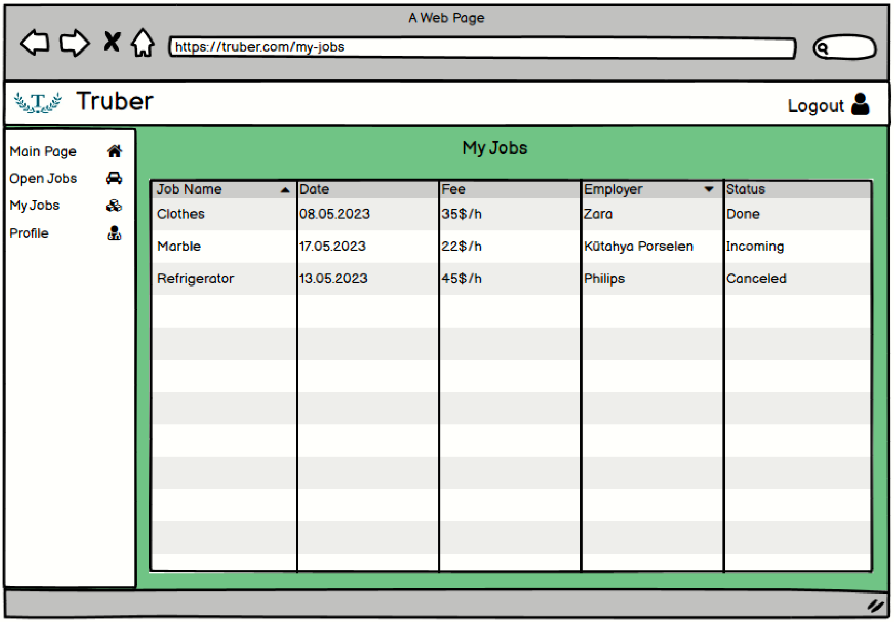 A Web Page
https://truber.com/my-jobs
T Truber
Logout
Main Page
Open Jobs
My Jobs
Profile
My Jobs
Job Name Date Fee Employer Status
Clothes 08.05.2023 35$/h Zara Done
Marble 17.05.2023 22$/h Kütahya Porselen Incoming
Refrigerator 13.05.2023 45$/h Philips Canceled